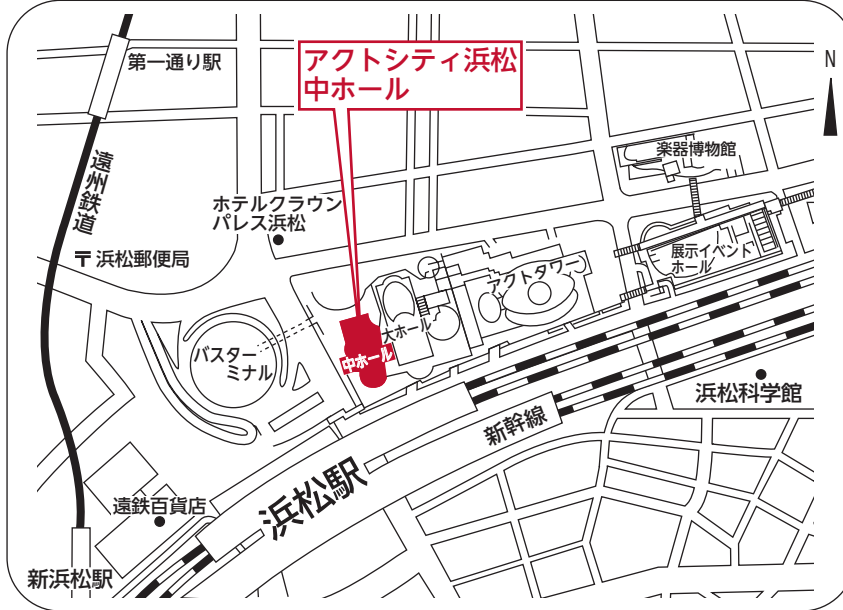 第一通り駅
アクトシティ浜松
中ホール
N
楽器博物館
遠州鉄道
ホテルクラウン
パレス浜松
〒浜松郵便局
展示イベント
ホール
アクトタワー
大ホール
中ホール
バスター
ミナル
浜松科学館
新幹線
浜松駅
遠鉄百貨店
新浜松駅